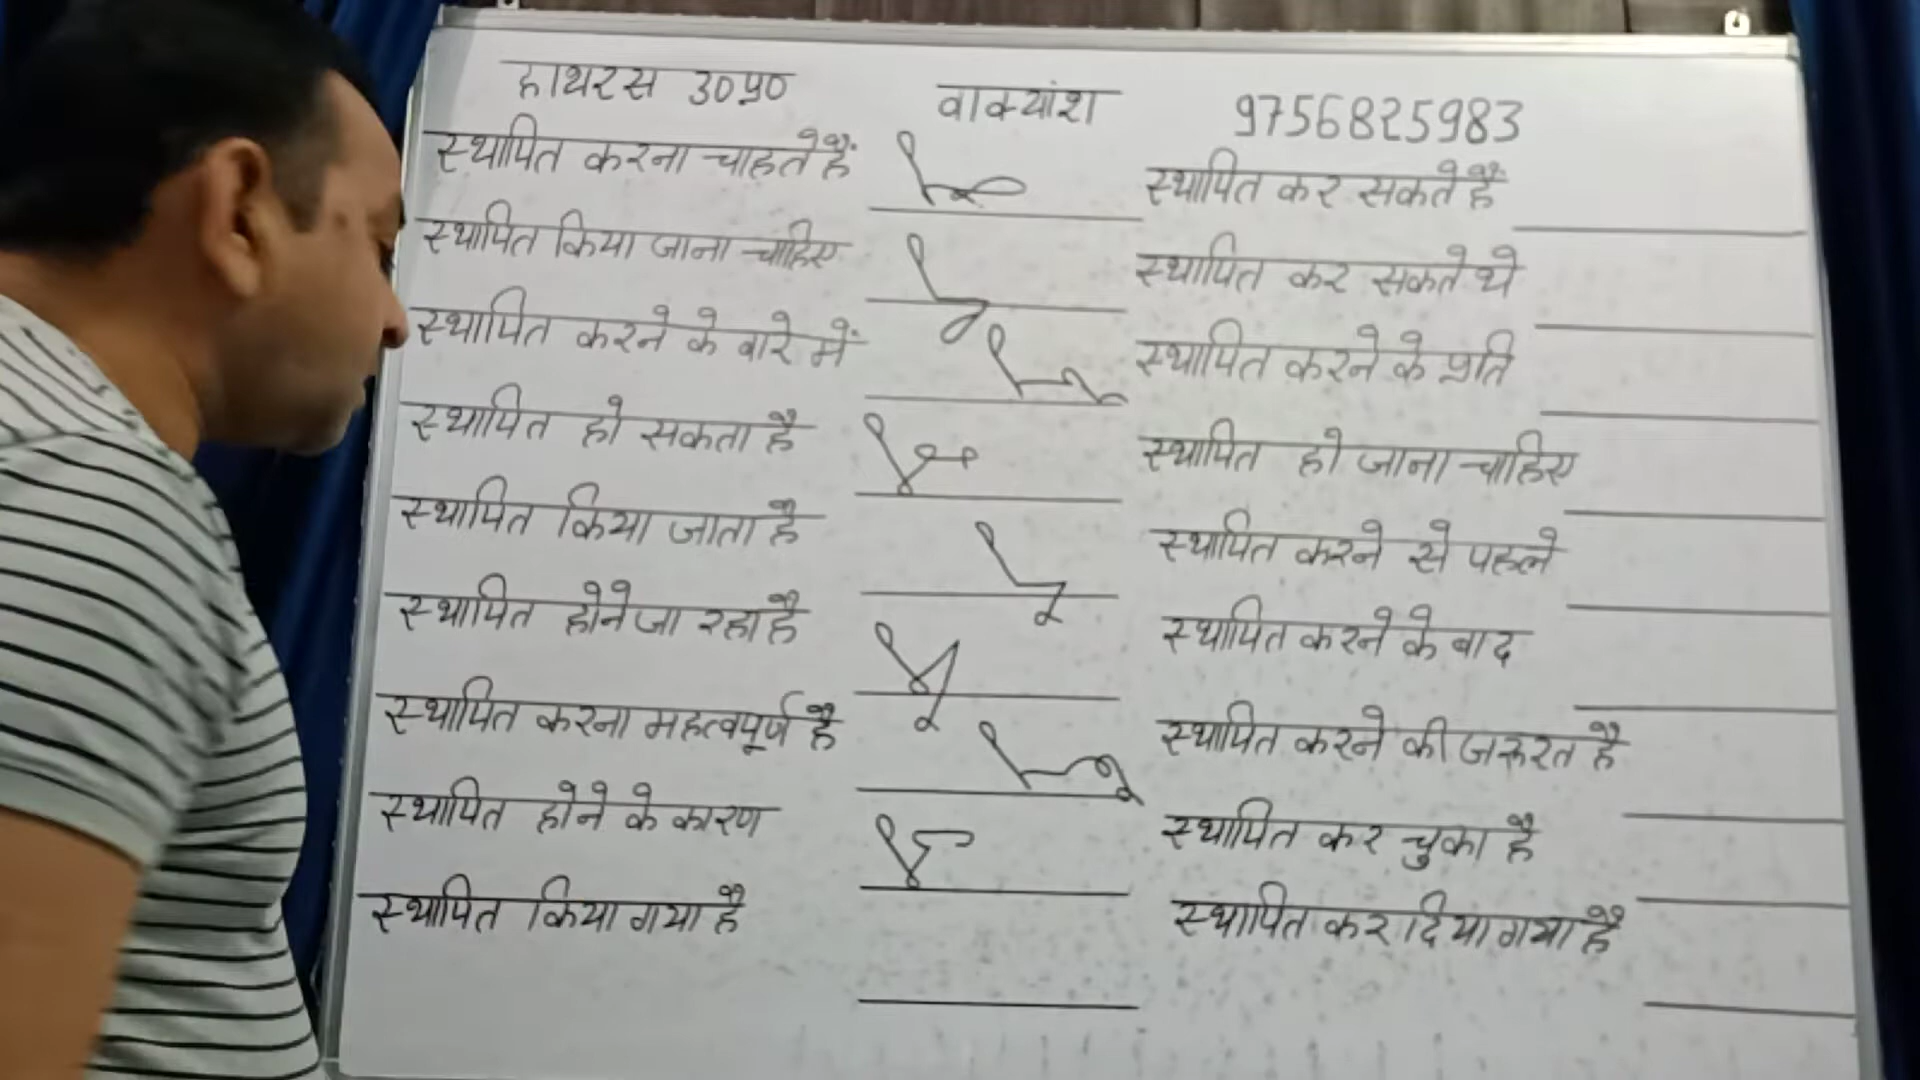 हाथरस उ०प्र० वाक्यांश 9756825983
स्थापित करना चाहते हैं
स्थापित किया जाना चाहिए
स्थापित करने के बारे में
स्थापित हो सकता है
स्थापित किया जाता है
स्थापित होने जा रहा है
स्थापित करना महत्वपूर्ण है
स्थापित होने के कारण
स्थापित किया गया है
स्थापित कर सकते हैं
स्थापित कर सकते थे
स्थापित करने के प्रति
स्थापित हो जाना चाहिए
स्थापित करने से पहले
स्थापित करने के बाद
स्थापित करने की जरूरत है
स्थापित कर चुका है
स्थापित कर दिया गया है